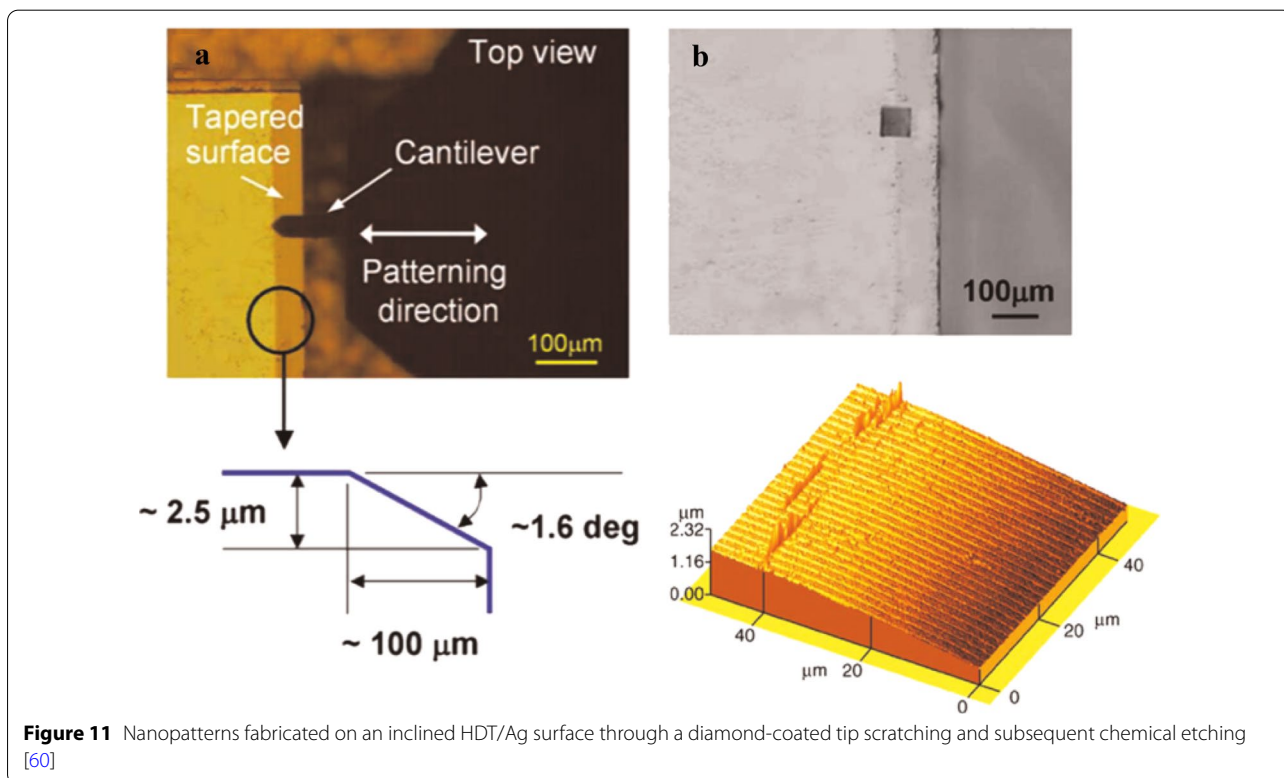 a
Top view
Tapered
surface
Cantilever
Patterning
direction
100μm
~ 2.5 μm
~1.6 deg
~ 100 μm
b
100μm
μm
2.32
1.16
0.00
40
μm 20
0
0
20 μm
40
Figure 11 Nanopatterns fabricated on an inclined HDT/Ag surface through a diamond-coated tip scratching and subsequent chemical etching
[60]